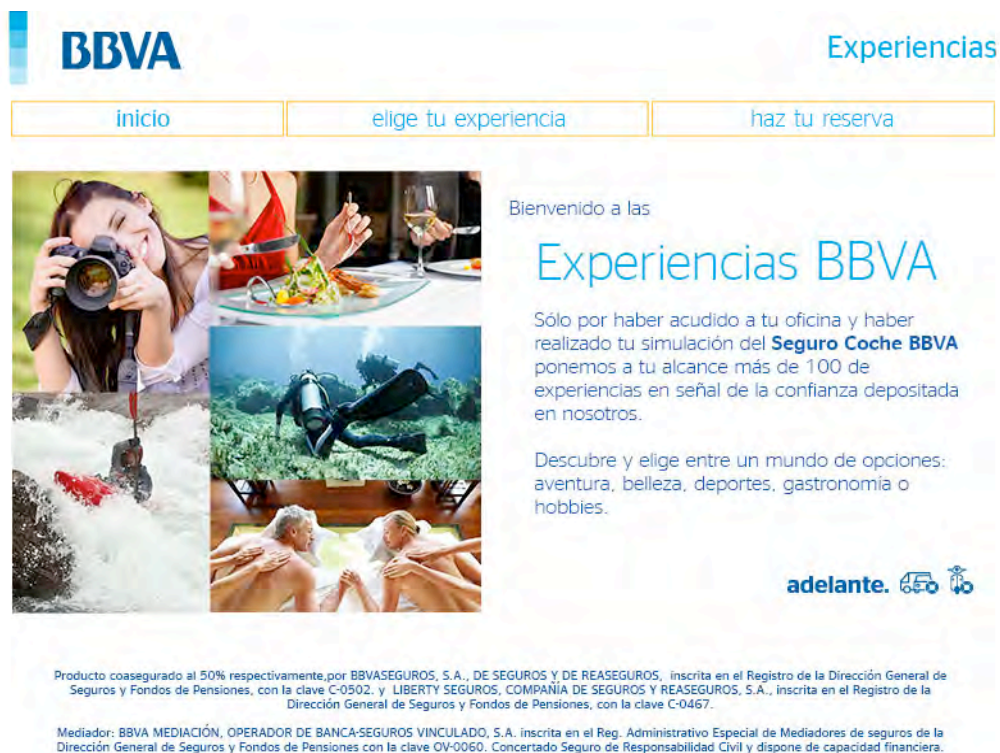 BBVA
Experiencias
inicio
elige tu experiencia
haz tu reserva
Bienvenido a las
Experiencias BBVA
Sólo por haber acudido a tu oficina y haber
realizado tu simulación del Seguro Coche BBVA
ponemos a tu alcance más de 100 de
experiencias en señal de la confianza depositada
en nosotros.
Descubre y elige entre un mundo de opciones:
aventura, belleza, deportes, gastronomía o
hobbies.
adelante.
Producto coasegurado al 50% respectivamente,por BBVASEGUROS, S.A., DE SEGUROS Y DE REASEGUROS, inscrita en el Registro de la Dirección General de
Seguros y Fondos de Pensiones, con la clave C-0502. y LIBERTY SEGUROS, COMPAÑÍA DE SEGUROS Y REASEGUROS, S.A., inscrita en el Registro de la
Dirección General de Seguros y Fondos de Pensiones, con la clave C-0467.
Mediador: BBVA MEDIACIÓN, OPERADOR DE BANCA-SEGUROS VINCULADO, S.A. inscrita en el Reg. Administrativo Especial de Mediadores de seguros de la
Dirección General de Seguros y Fondos de Pensiones con la clave OV-0060. Concertado Seguro de Responsabilidad Civil y dispone de capacidad financiera.